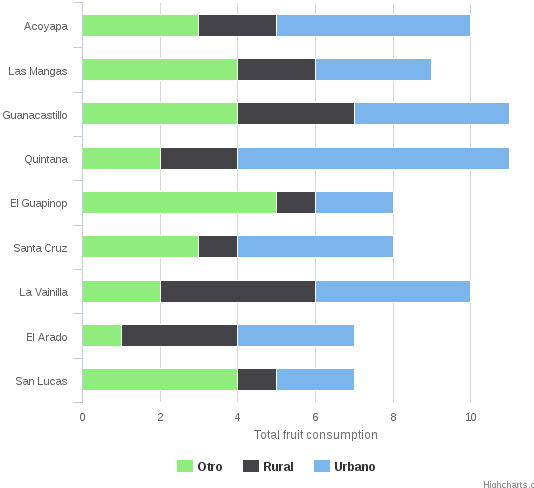 Acoyapa
Las Mangas
Guanacastillo
Quintana
El Guapinop
Santa Cruz
La Vainilla
El Arado
San Lucas
0 2 4 6 8 10
Total fruit consumption
Otro Rural Urbano
Highcharts.c